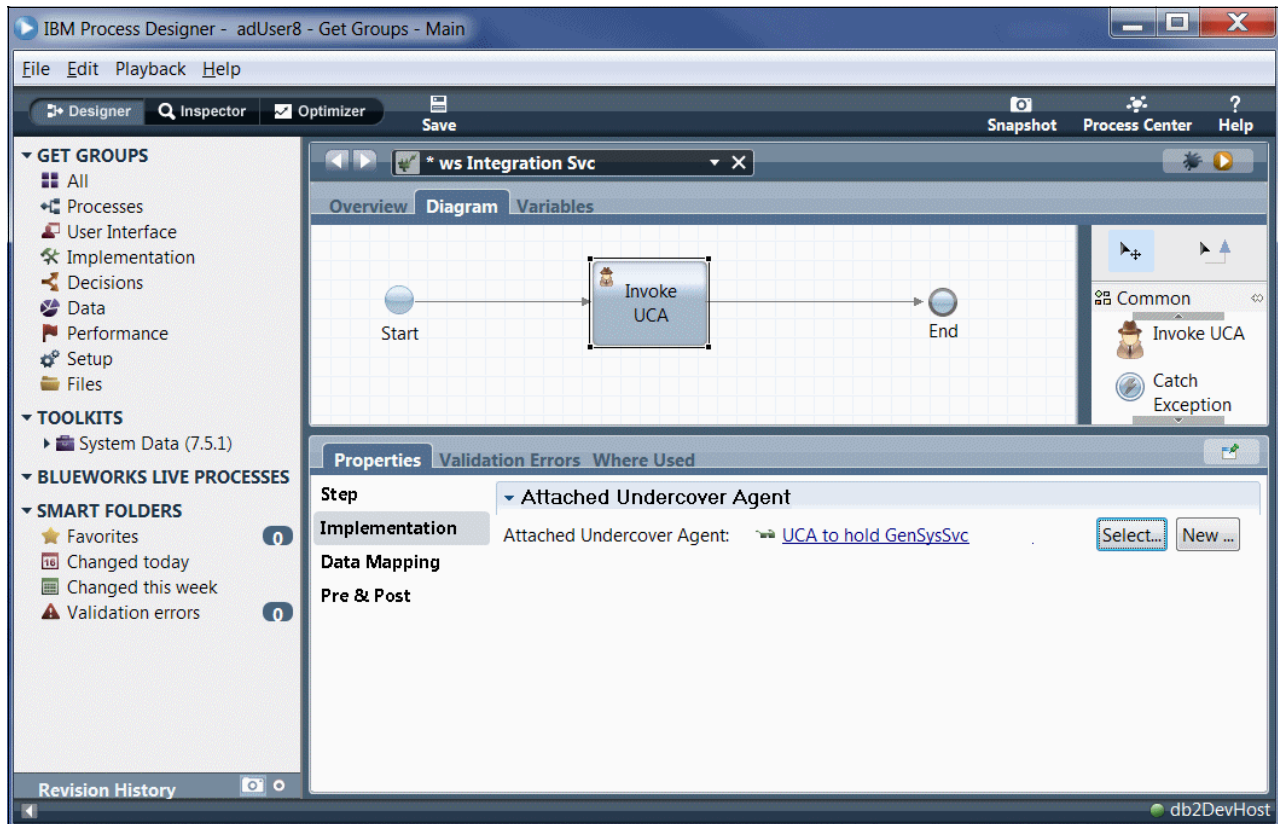 IBM Process Designer - adUser8 - Get Groups - Main
File Edit Playback Help
Designer Inspector Optimizer Save Snapshot Process Center Help
GET GROUPS
All
Processes
User Interface
Implementation
Decisions
Data
Performance
Setup
Files
TOOLKITS
System Data (7.5.1)
BLUEWORKS LIVE PROCESSES
SMART FOLDERS
Favorites 0
16 Changed today
Changed this week
Validation errors 0
Revision History
* ws Integration Svc
Overview Diagram Variables
Start
Invoke
UCA
End
Common
Invoke UCA
Catch
Exception
Properties Validation Errors Where Used
Step
Implementation
Data Mapping
Pre & Post
Attached Undercover Agent
Attached Undercover Agent: UCA to hold GenSysSvc Select... New ...
db2DevHost